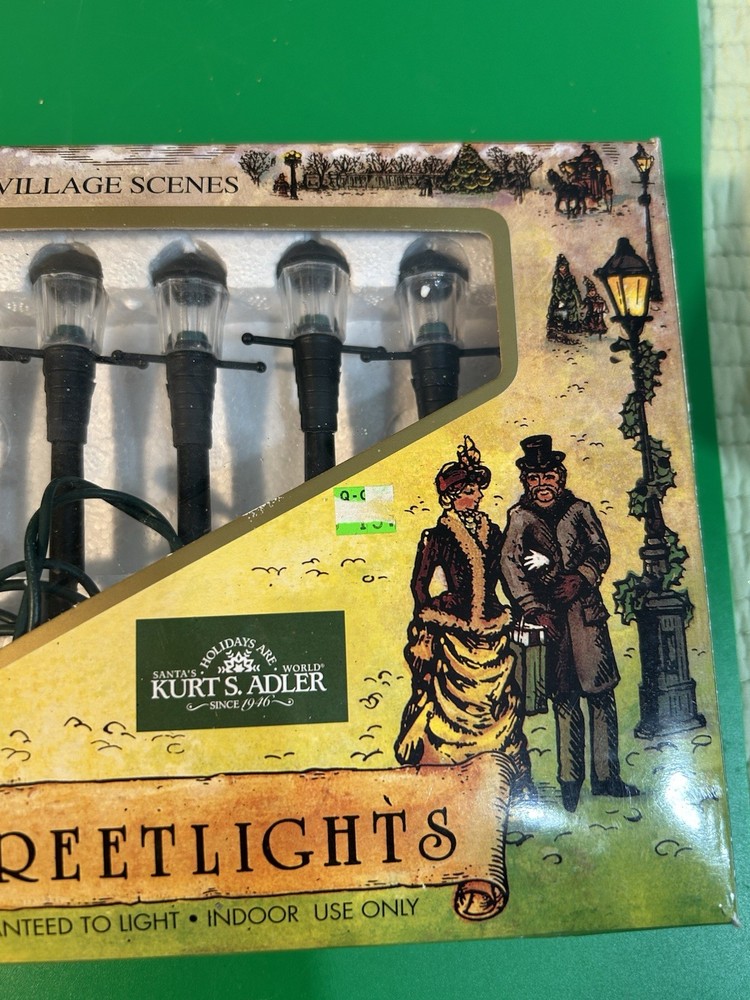 VILLAGE SCENES
Q-
HOLIDAYS ARE
SANTA'S WORLD®
KURT S. ADLER
SINCE 1946
REETLIGHTS
ANTEED TO LIGHT • INDOOR USE ONLY